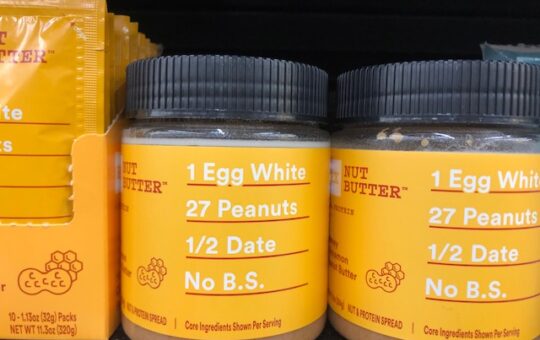 NUT
BUTTER™
10 - 1.13oz (32g) Packs
NET WT 11.3oz (320g)
NUT
BUTTER™
1 Egg White
27 Peanuts
1/2 Date
No B.S.
NUT & PROTEIN SPREAD
Core Ingredients Shown Per Serving
NUT
BUTTER™
PROTEIN
1 Egg White
27 Peanuts
1/2 Date
No B.S.
NUT & PROTEIN SPREAD
Core Ingredients Shown Per Serving